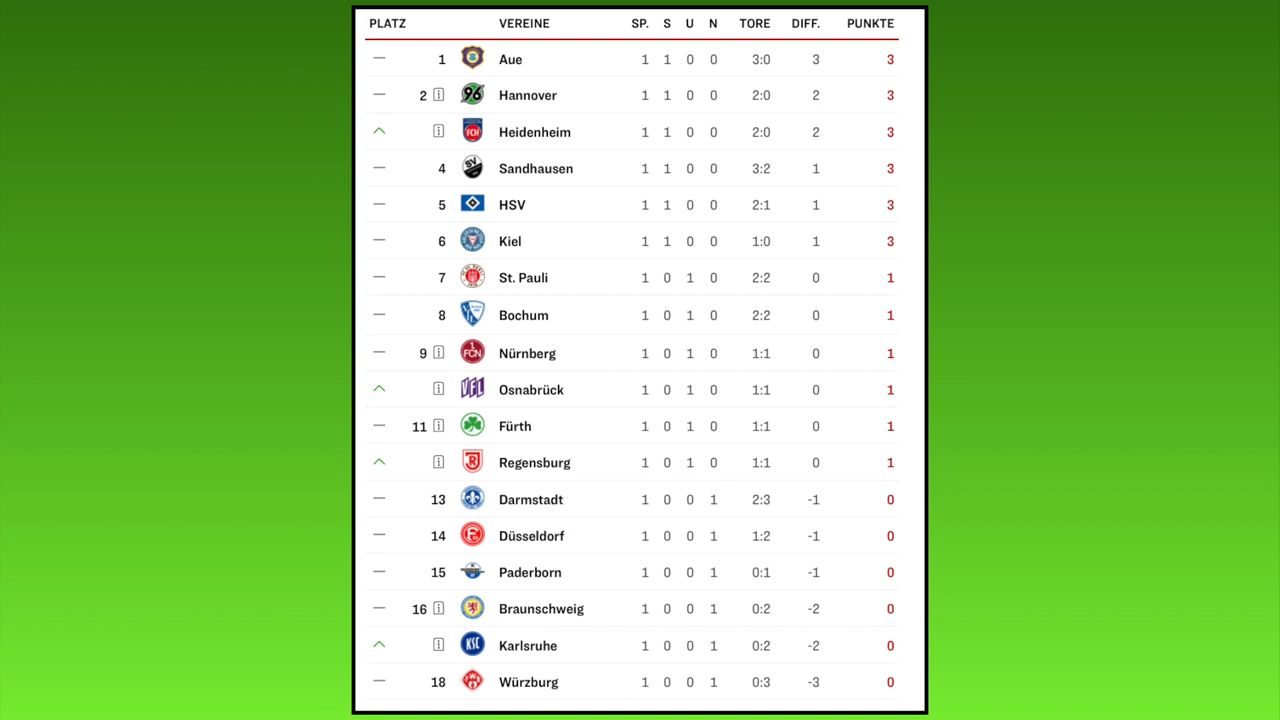 PLATZ VEREINE SP. S U N TORE DIFF. PUNKTE
— 1 Aue 1 1 0 0 3:0 3 3
— 2 i 96 Hannover 1 1 0 0 2:0 2 3
i FCH Heidenheim 1 1 0 0 2:0 2 3
— 4 SV Sandhausen 1 1 0 0 3:2 1 3
— 5 HSV 1 1 0 0 2:1 1 3
— 6 Kiel 1 1 0 0 1:0 1 3
— 7 St. Pauli 1 0 1 0 2:2 0 1
— 8 Bochum 1 0 1 0 2:2 0 1
— 9 i 1. FCN Nürnberg 1 0 1 0 1:1 0 1
i VFL Osnabrück 1 0 1 0 1:1 0 1
— 11 i Fürth 1 0 1 0 1:1 0 1
i R Regensburg 1 0 1 0 1:1 0 1
— 13 Darmstadt 1 0 0 1 2:3 -1 0
— 14 F Düsseldorf 1 0 0 1 1:2 -1 0
— 15 Paderborn 1 0 0 1 0:1 -1 0
— 16 i Braunschweig 1 0 0 1 0:2 -2 0
i KSC Karlsruhe 1 0 0 1 0:2 -2 0
— 18 FWK Würzburg 1 0 0 1 0:3 -3 0